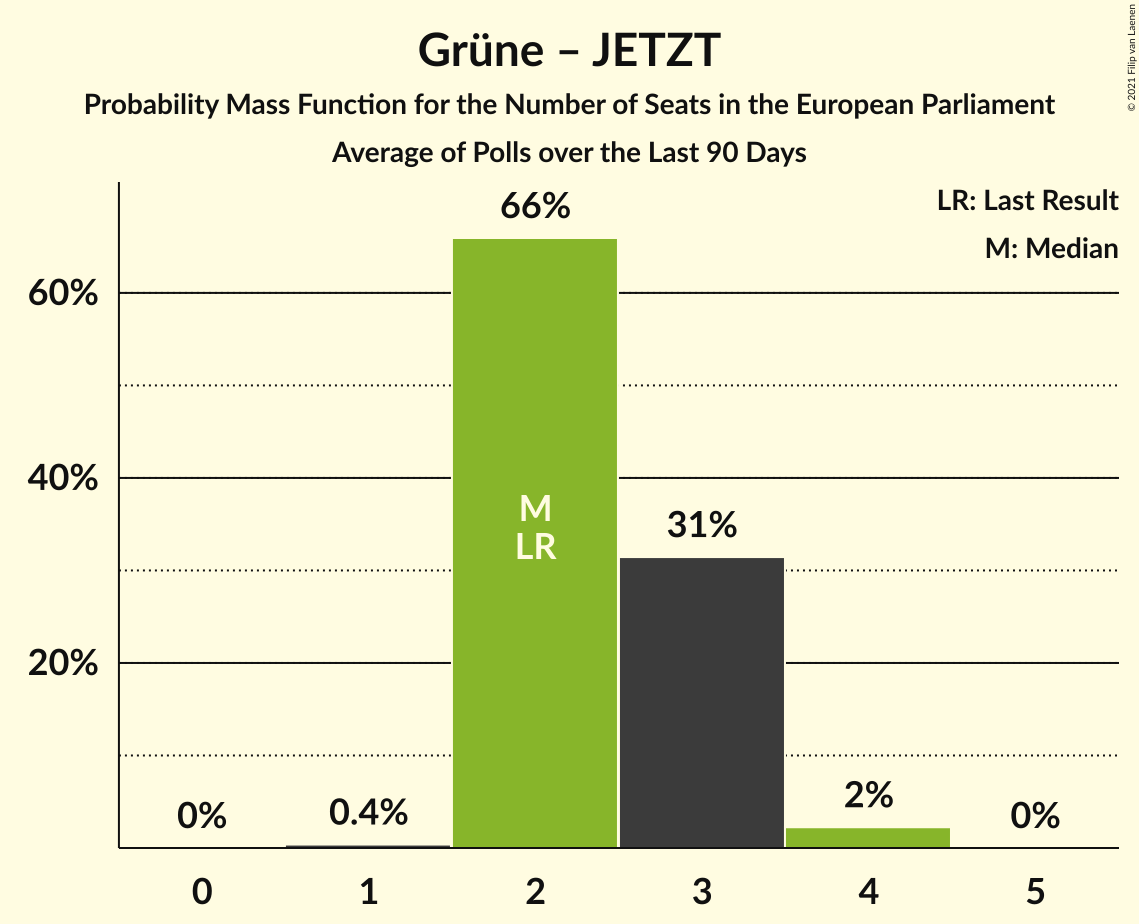 Grüne – JETZT
Probability Mass Function for the Number of Seats in the European Parliament
Average of Polls over the Last 90 Days
© 2021 Filip van Laenen
LR: Last Result
M: Median
66%
60%
40%
M
LR
31%
20%
0%
0.4%
2%
0%
0
1
2
3
4
5